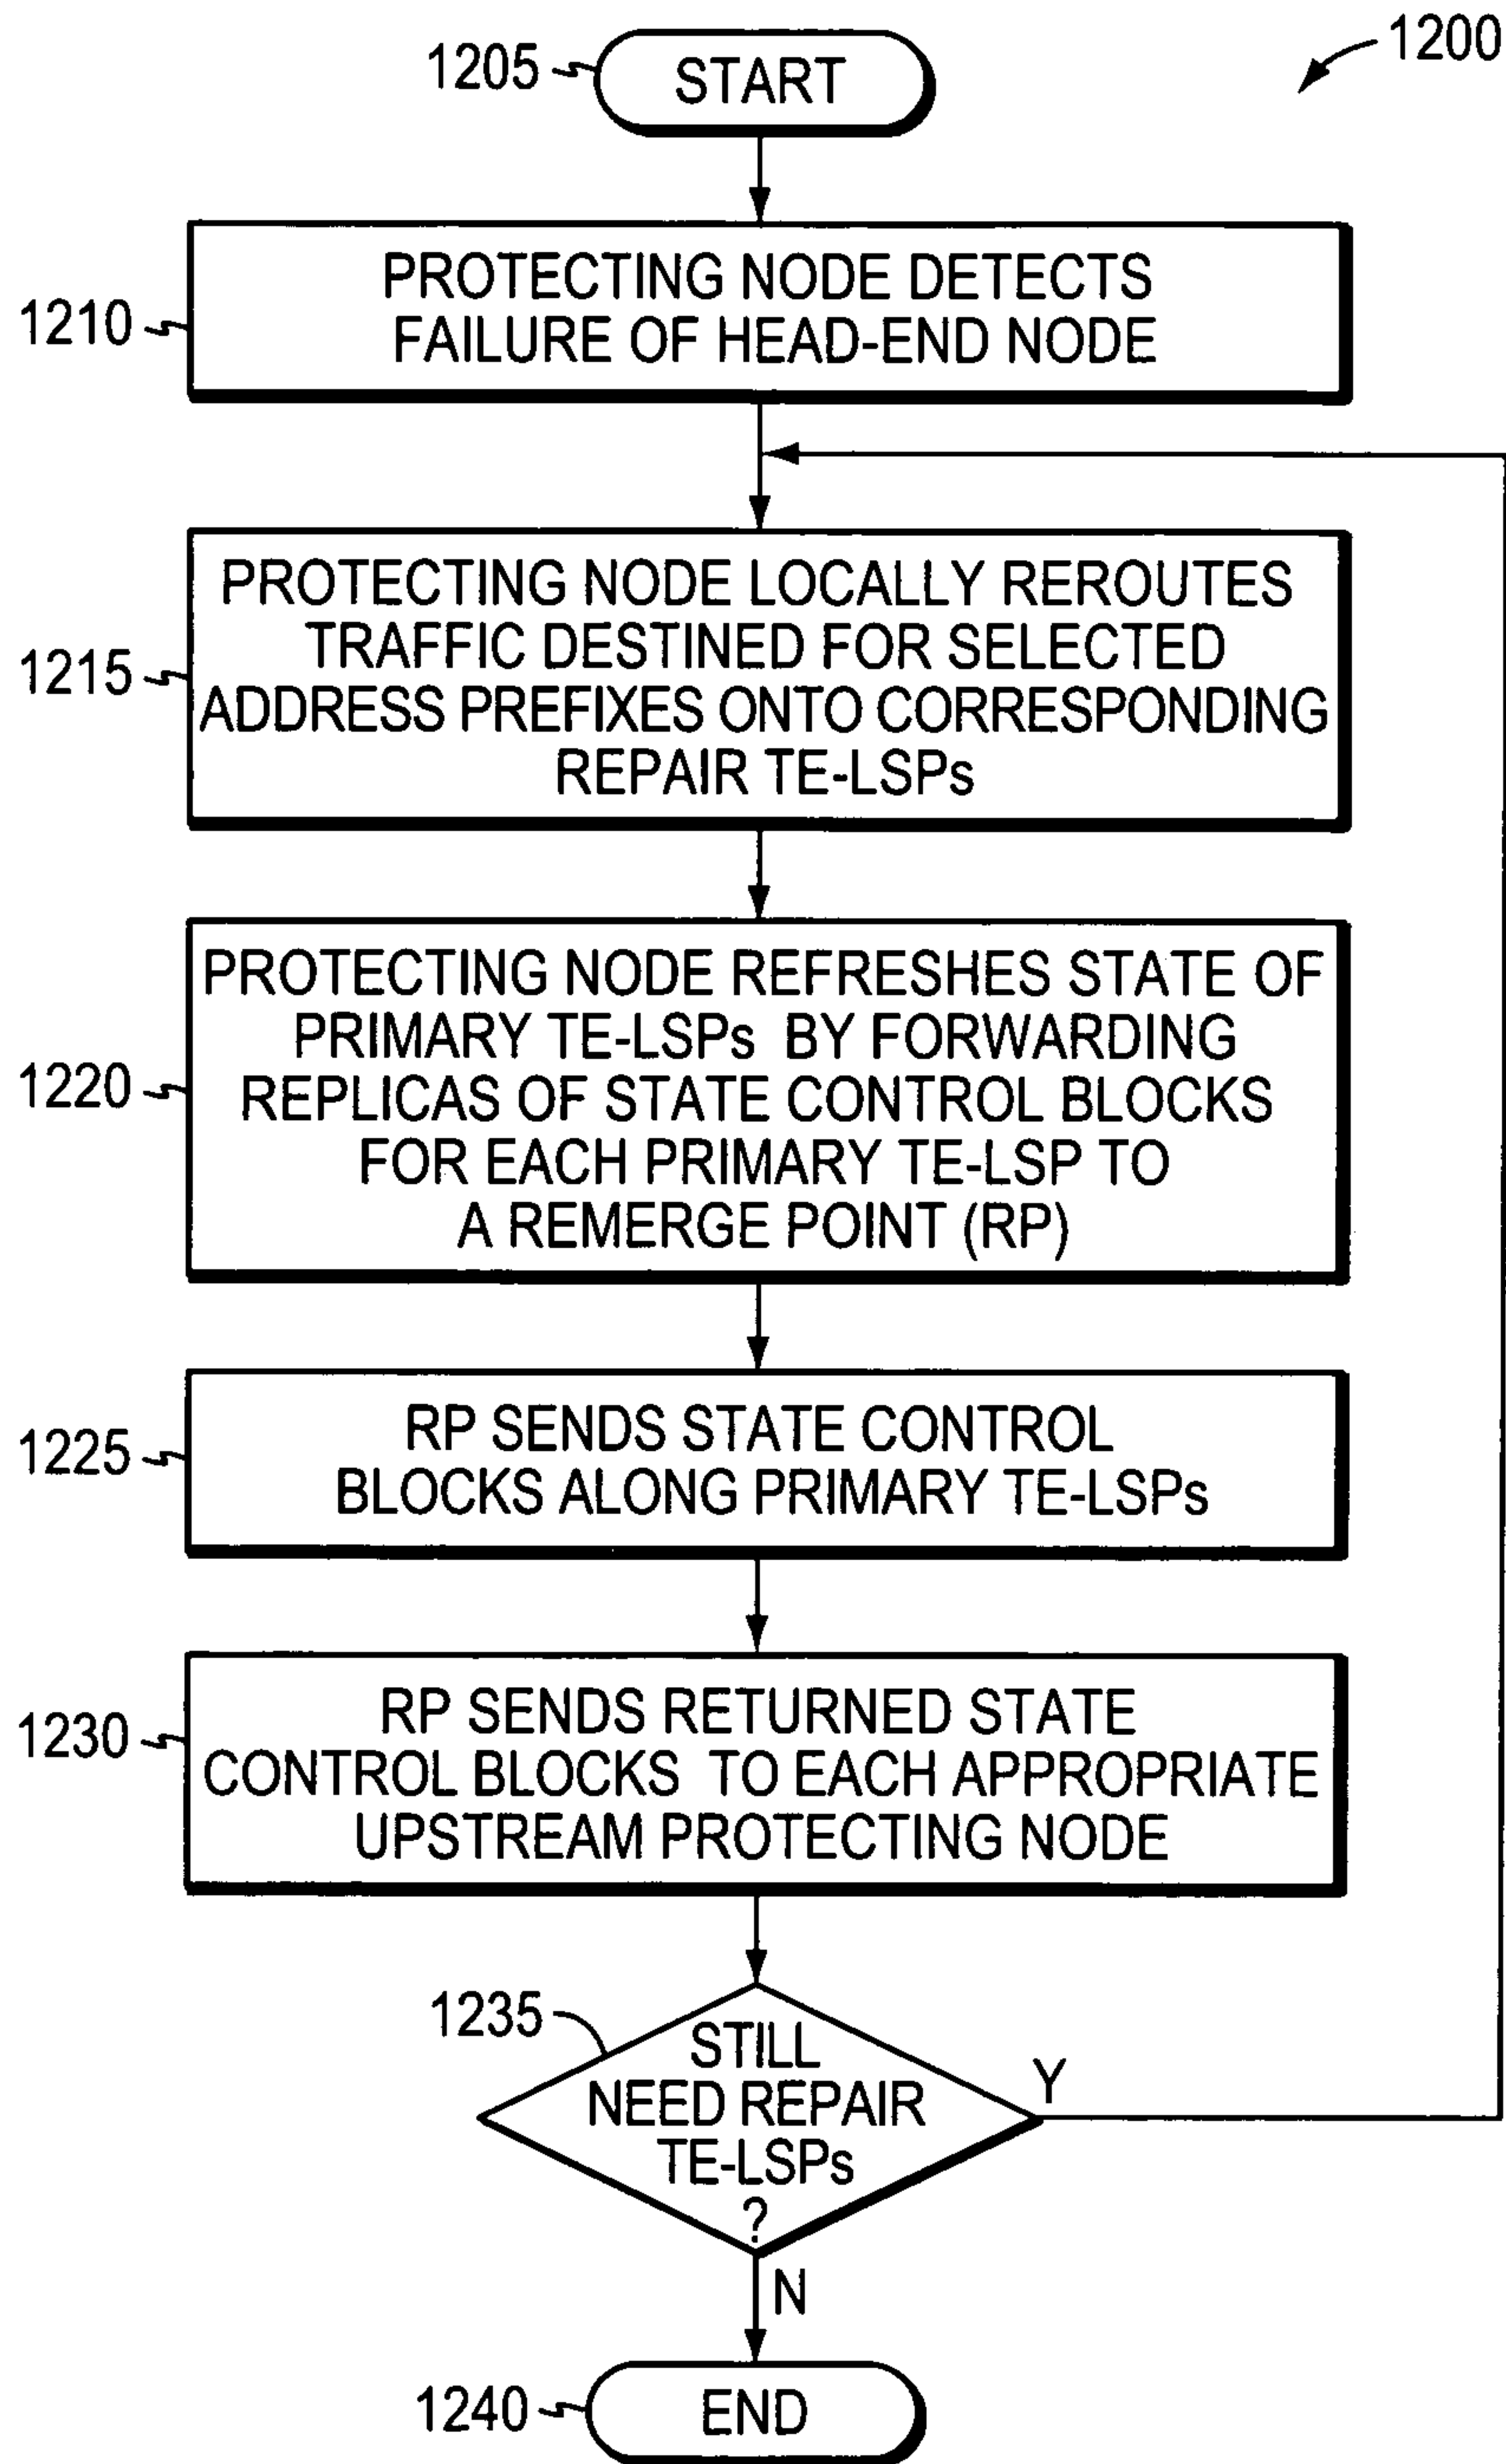 1200
1205
START
1210
PROTECTING NODE DETECTS
FAILURE OF HEAD-END NODE
1215
PROTECTING NODE LOCALLY REROUTES
TRAFFIC DESTINED FOR SELECTED
ADDRESS PREFIXES ONTO CORRESPONDING
REPAIR TE-LSPs
1220
PROTECTING NODE REFRESHES STATE OF
PRIMARY TE-LSPs BY FORWARDING
REPLICAS OF STATE CONTROL BLOCKS
FOR EACH PRIMARY TE-LSP TO
A REMERGE POINT (RP)
1225
RP SENDS STATE CONTROL
BLOCKS ALONG PRIMARY TE-LSPs
1230
RP SENDS RETURNED STATE
CONTROL BLOCKS TO EACH APPROPRIATE
UPSTREAM PROTECTING NODE
1235
STILL
NEED REPAIR
TE-LSPs
?
Y
N
1240
END